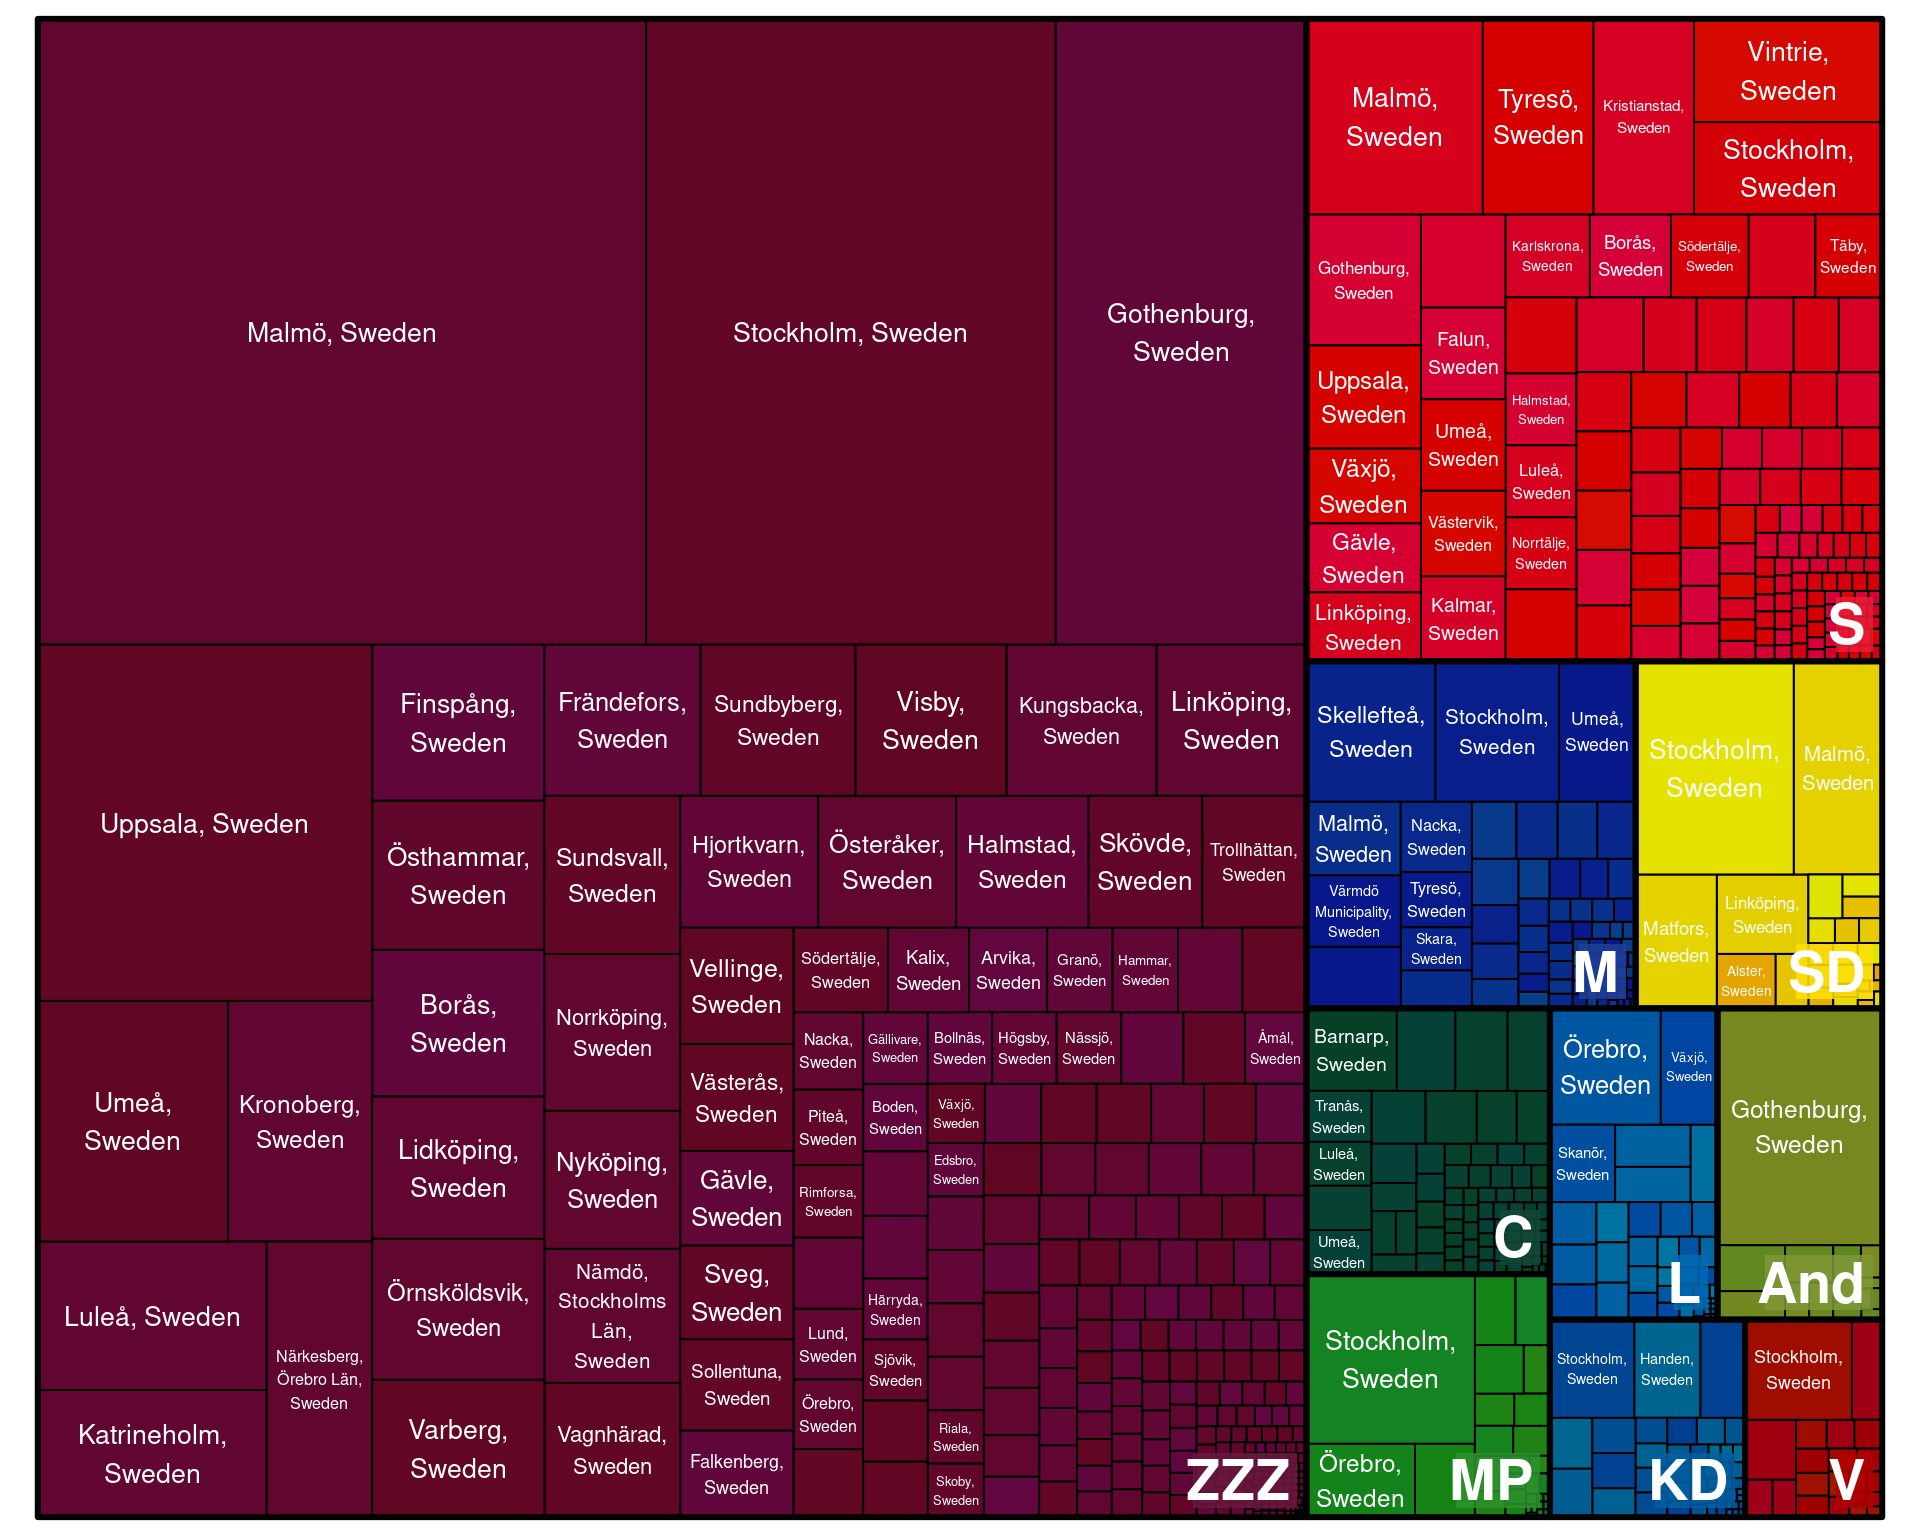 Malmö, Sweden
Stockholm, Sweden
Gothenburg,
Sweden
Uppsala, Sweden
Umeå,
Sweden
Kronoberg,
Sweden
Luleå, Sweden
Katrineholm,
Sweden
Närkesberg,
Örebro Län,
Sweden
Finspång,
Sweden
Östhammar,
Sweden
Borås,
Sweden
Lidköping,
Sweden
Örnsköldsvik,
Sweden
Varberg,
Sweden
Frändefors,
Sweden
Sundbyberg,
Sweden
Visby,
Sweden
Kungsbacka,
Sweden
Linköping,
Sweden
Sundsvall,
Sweden
Norrköping,
Sweden
Nyköping,
Sweden
Nämdö,
Stockholms
Län,
Sweden
Vagnhärad,
Sweden
Hjortkvarn,
Sweden
Österåker,
Sweden
Halmstad,
Sweden
Skövde,
Sweden
Trollhättan,
Sweden
Vellinge,
Sweden
Västerås,
Sweden
Gävle,
Sweden
Sveg,
Sweden
Sollentuna,
Sweden
Falkenberg,
Sweden
Södertälje,
Sweden
Kalix,
Sweden
Arvika,
Sweden
Granö,
Sweden
Hammar,
Sweden
Nacka,
Sweden
Piteå,
Sweden
Rimforsa,
Sweden
Lund,
Sweden
Örebro,
Sweden
Gällivare,
Sweden
Boden,
Sweden
Härryda,
Sweden
Sjövik,
Sweden
Bollnäs,
Sweden
Högsby,
Sweden
Nässjö,
Sweden
Åmål,
Sweden
Växjö,
Sweden
Edsbro,
Sweden
Riala,
Sweden
Skoby,
Sweden
ZZZ
Malmö,
Sweden
Tyresö,
Sweden
Kristianstad,
Sweden
Vintrie,
Sweden
Stockholm,
Sweden
Gothenburg,
Sweden
Uppsala,
Sweden
Växjö,
Sweden
Gävle,
Sweden
Linköping,
Sweden
Falun,
Sweden
Umeå,
Sweden
Västervik,
Sweden
Kalmar,
Sweden
Karlskrona,
Sweden
Borås,
Sweden
Södertälje,
Sweden
Täby,
Sweden
Halmstad,
Sweden
Luleå,
Sweden
Norrtälje,
Sweden
S
Skellefteå,
Sweden
Stockholm,
Sweden
Umeå,
Sweden
Malmö,
Sweden
Värmdö
Municipality,
Sweden
Nacka,
Sweden
Tyresö,
Sweden
Skara,
Sweden
M
Stockholm,
Sweden
Malmö,
Sweden
Matfors,
Sweden
Linköping,
Sweden
Alster,
Sweden
SD
Barnarp,
Sweden
Tranås,
Sweden
Luleå,
Sweden
Umeå,
Sweden
C
Örebro,
Sweden
Växjö,
Sweden
Skanör,
Sweden
L
Gothenburg,
Sweden
And
Stockholm,
Sweden
Örebro,
Sweden
MP
Stockholm,
Sweden
Handen,
Sweden
KD
Stockholm,
Sweden
V